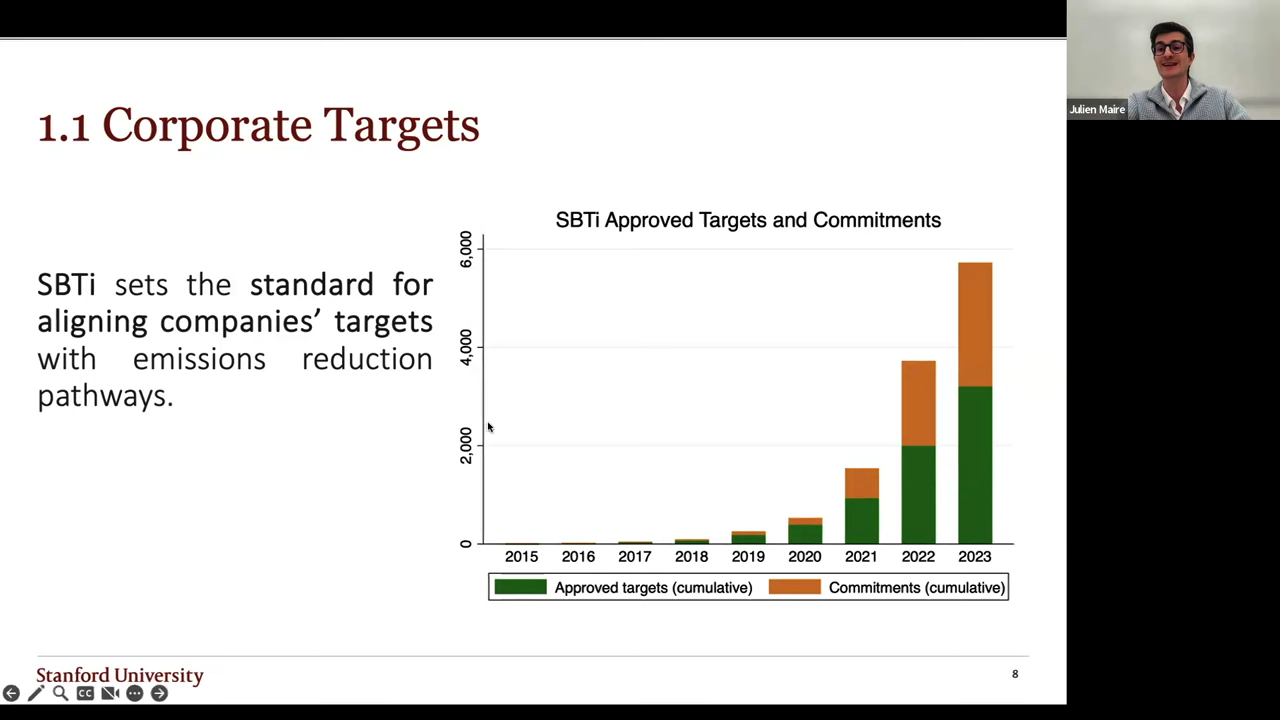 1.1 Corporate Targets
Julien Maire
SBTi sets the standard for
aligning companies’ targets
with emissions reduction
pathways.
SBTi Approved Targets and Commitments
6,000
4,000
2,000
0
2015 2016 2017 2018 2019 2020 2021 2022 2023
Approved targets (cumulative) Commitments (cumulative)
Stanford University
8
CC